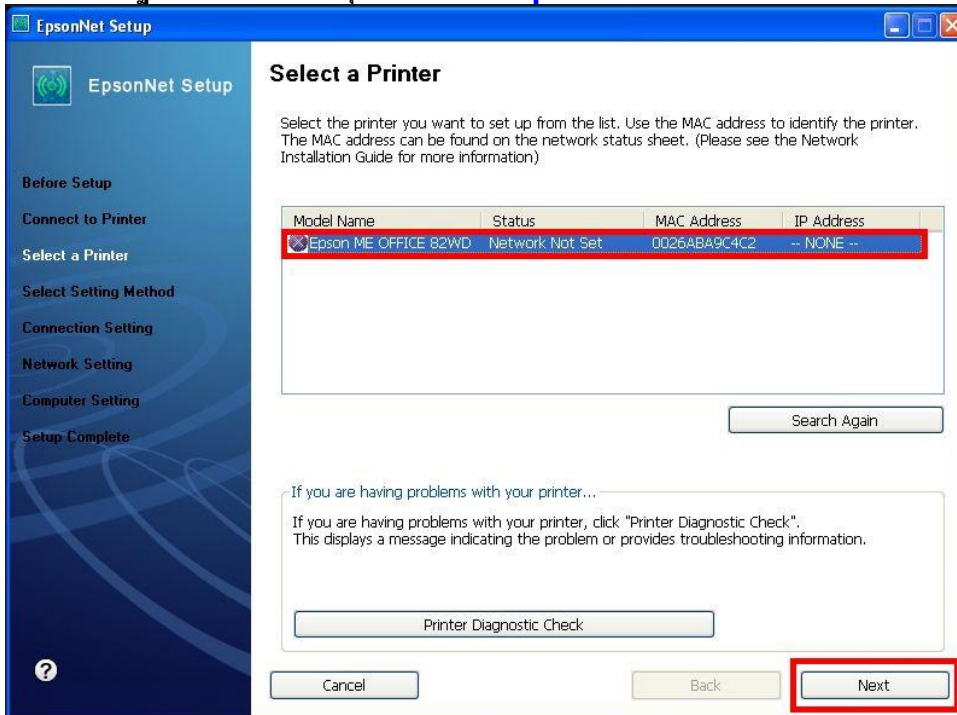 EpsonNet Setup
EpsonNet Setup
Before Setup
Connect to Printer
Select a Printer
Select Setting Method
Connection Setting
Network Setting
Computer Setting
Setup Complete
Select a Printer
Select the printer you want to set up from the list. Use the MAC address to identify the printer.
The MAC address can be found on the network status sheet. (Please see the Network
Installation Guide for more information)
Model Name Status MAC Address IP Address
Epson ME OFFICE 82WD Network Not Set 0026ABA9C4C2 -- NONE --
Search Again
If you are having problems with your printer...
If you are having problems with your printer, click "Printer Diagnostic Check".
This displays a message indicating the problem or provides troubleshooting information.
Printer Diagnostic Check
?
Cancel Back Next